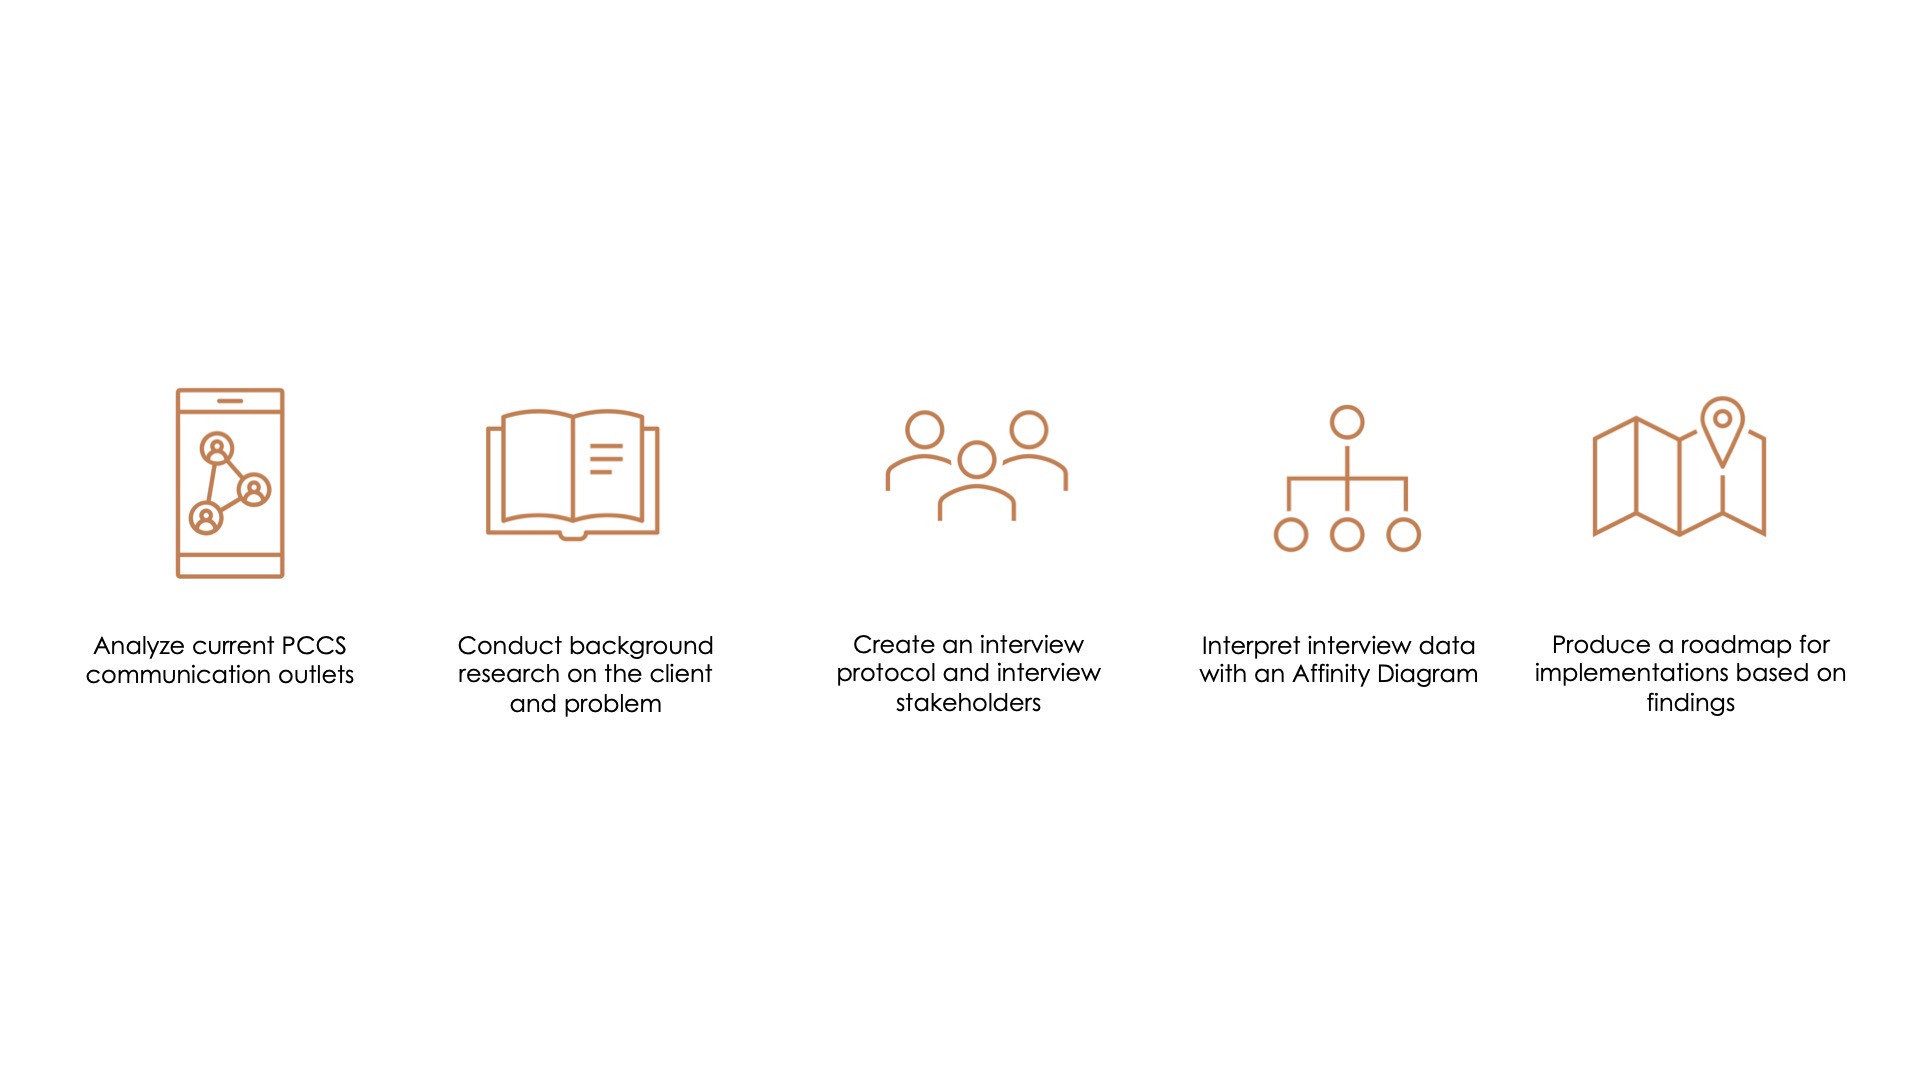 Analyze current PCCS
communication outlets
Conduct background
research on the client
and problem
Create an interview
protocol and interview
stakeholders
Interpret interview data
with an Affinity Diagram
Produce a roadmap for
implementations based on
findings